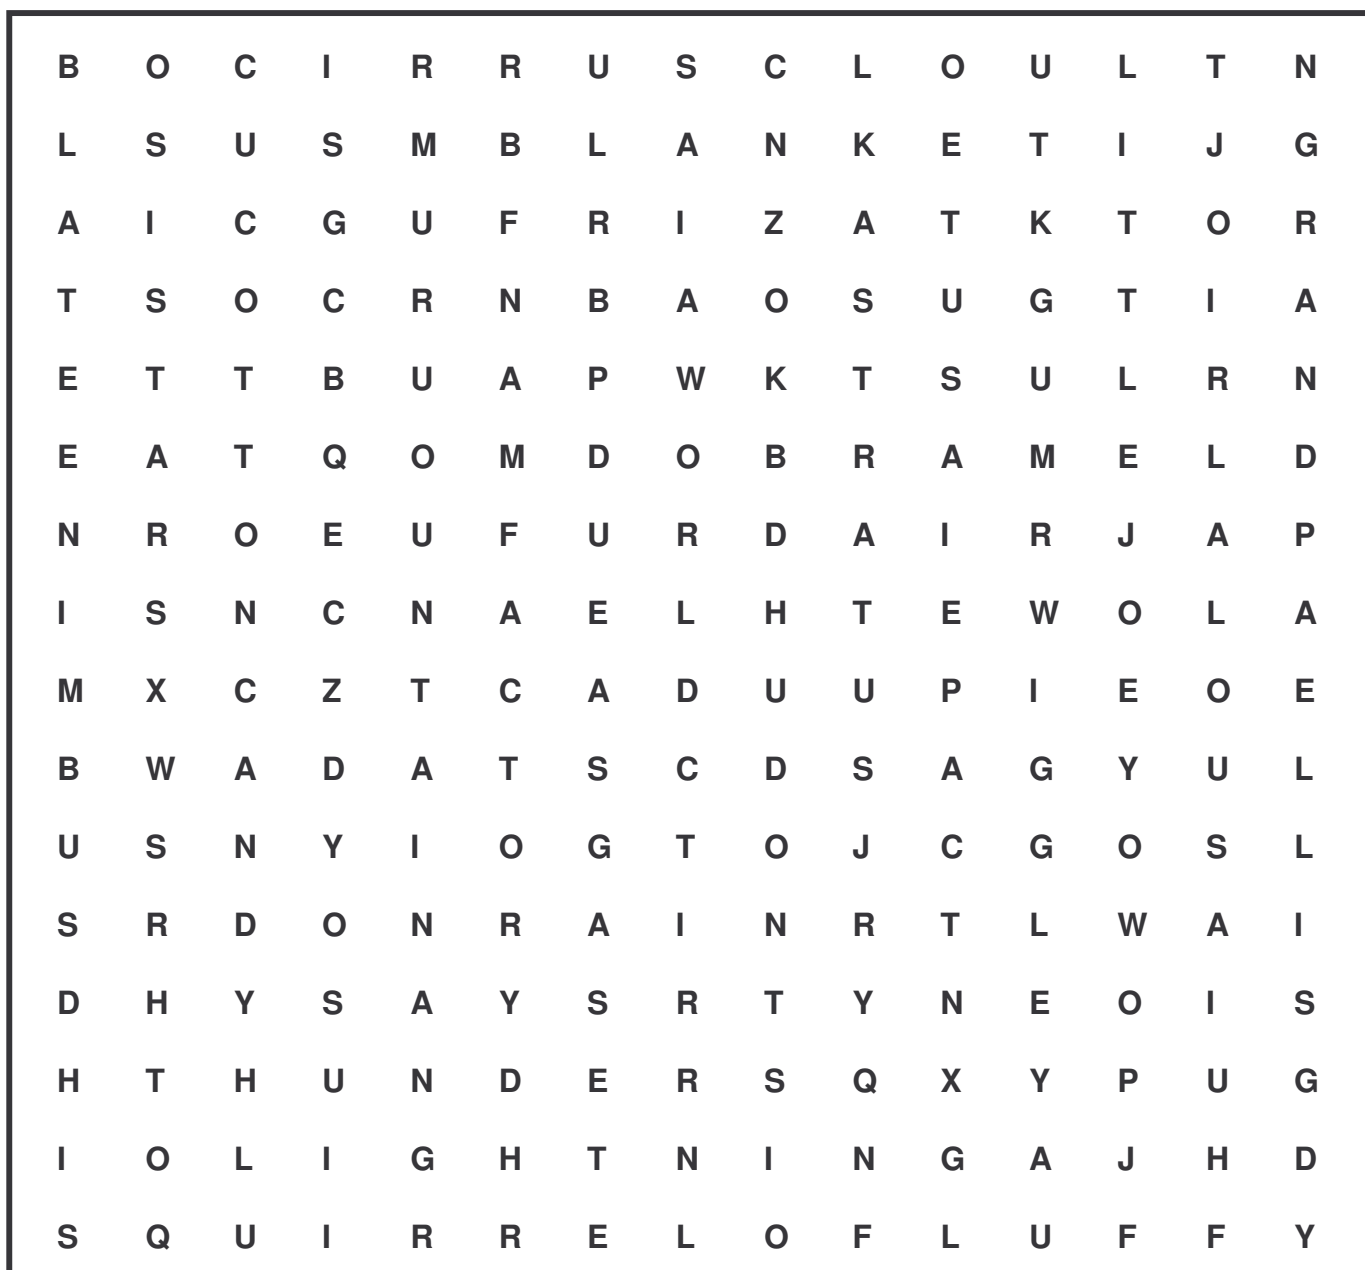 B O C I R R U S C L O U L T N
L S U S M B L A N K E T I J G
A I C G U F R I Z A T K T O R
T S O C R N B A O S U G T I A
E T T B U A P W K T S U L R N
E A T Q O M D O B R A M E L D
N R O E U F U R D A I R J A P
I S N C N A E L H T E W O L A
M X C Z T C A D U U P I E O E
B W A D A T S C D S A G Y U L
U S N Y I O G T O J C G O S L
S R D O N R A I N R T L W A I
D H Y S A Y S R T Y N E O I S
H T H U N D E R S Q X Y P U G
I O L I G H T N I N G A J H D
S Q U I R R E L O F L U F F Y